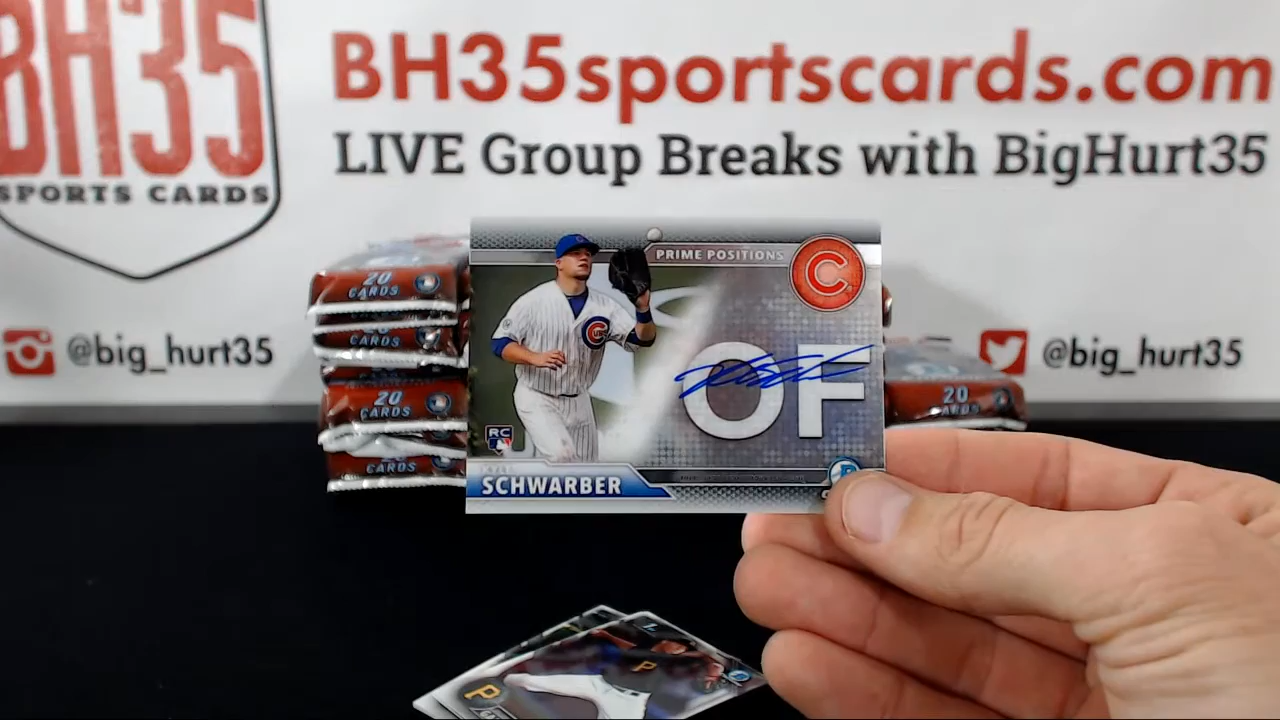 BH35
SPORTS CARDS
BH35sportscards.com
LIVE Group Breaks with BigHurt35
@big_hurt35
@big_hurt35
20
CARDS
20
CARDS
CARDS
20
PRIME POSITIONS
C
C
OF
RC
SCHWARBER
B
P
P